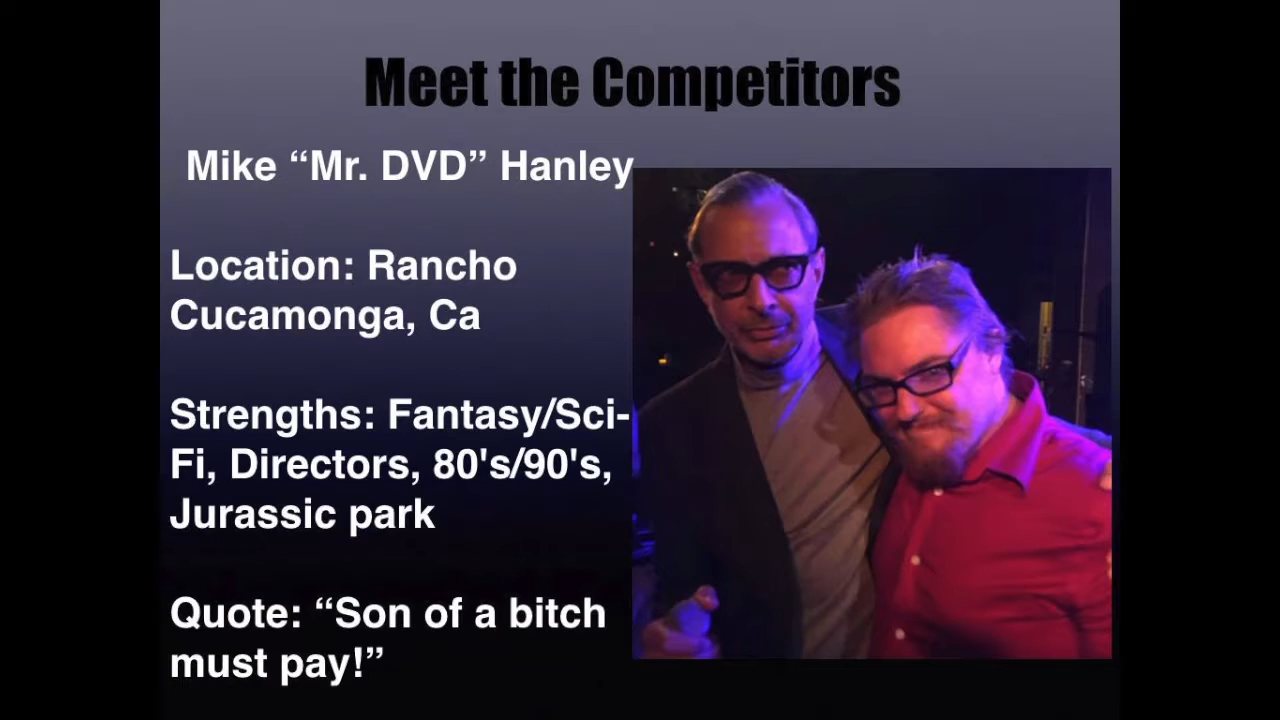 Meet the Competitors
Mike “Mr. DVD” Hanley
Location: Rancho
Cucamonga, Ca
Strengths: Fantasy/Sci-
Fi, Directors, 80's/90's,
Jurassic park
Quote: “Son of a bitch
must pay!”